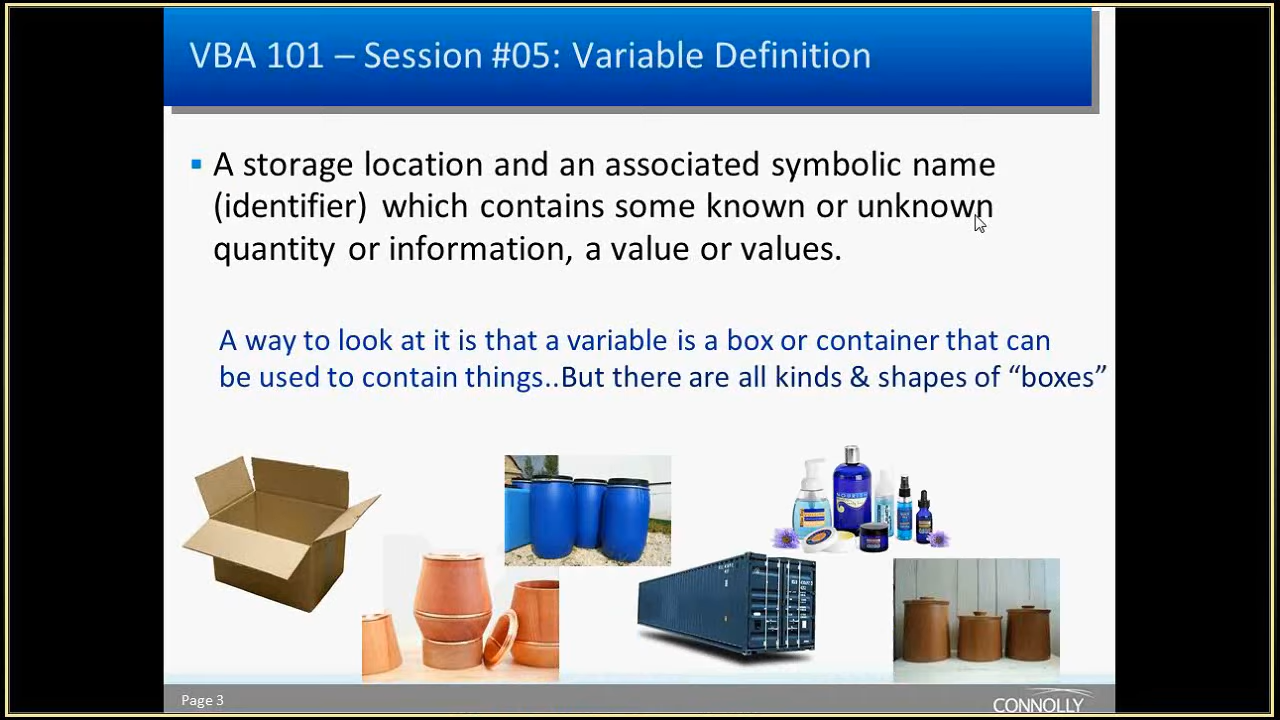 VBA 101 – Session #05: Variable Definition
A storage location and an associated symbolic name
(identifier) which contains some known or unknown
quantity or information, a value or values.
A way to look at it is that a variable is a box or container that can
be used to contain things..But there are all kinds & shapes of “boxes”
NOURISH
Page 3
CONNOLLY